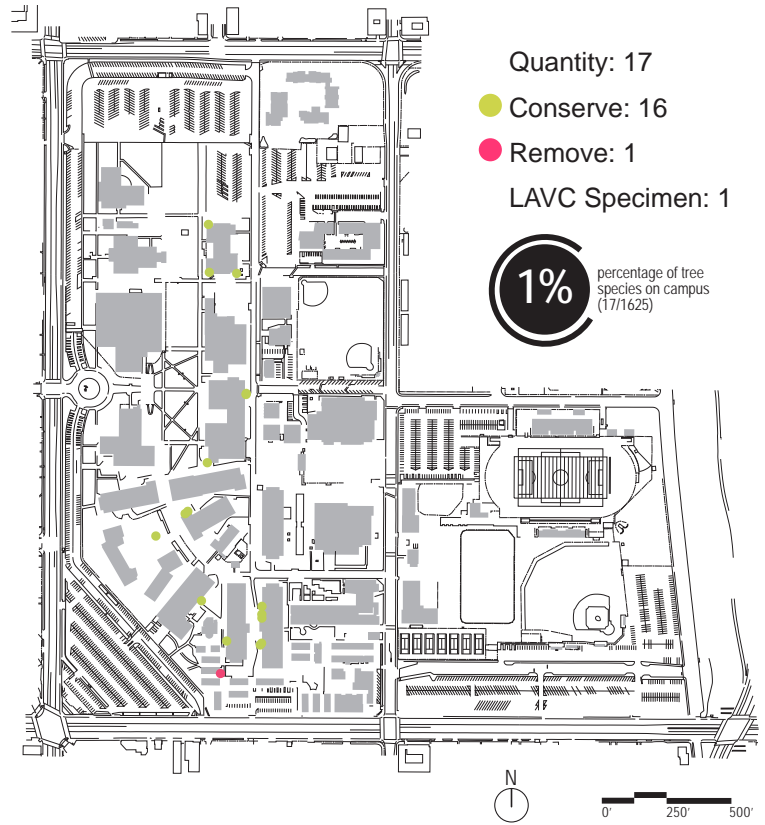 Quantity: 17
Conserve: 16
Remove: 1
LAVC Specimen: 1
1%
percentage of tree
species on campus
(17/1625)
N
0' 250' 500'